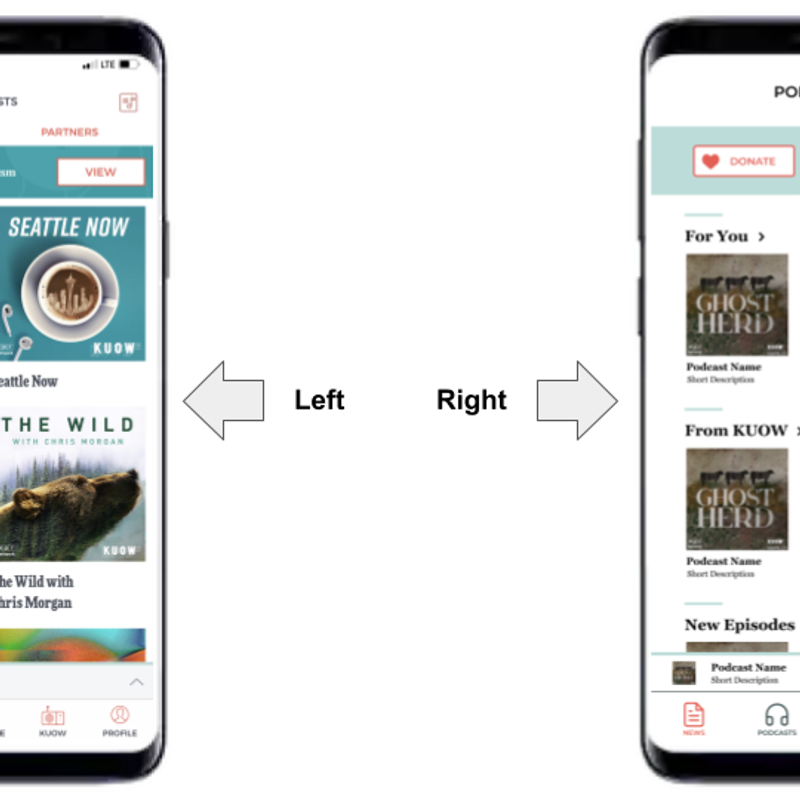 LTE
STS
PARTNERS
sm
VIEW
SEATTLE NOW
KUOW
eattle Now
THE WILD
WITH CHRIS MORGAN
KUOW
he Wild with
hris Morgan
E
KUOW
PROFILE
Left
Right
POD
DONATE
For You >
GHOST
HERD
Podcast Name
Short Description
From KUOW >
GHOST
HERD
Podcast Name
Short Description
New Episodes
Podcast Name
Short Description
NEWS
PODCASTS